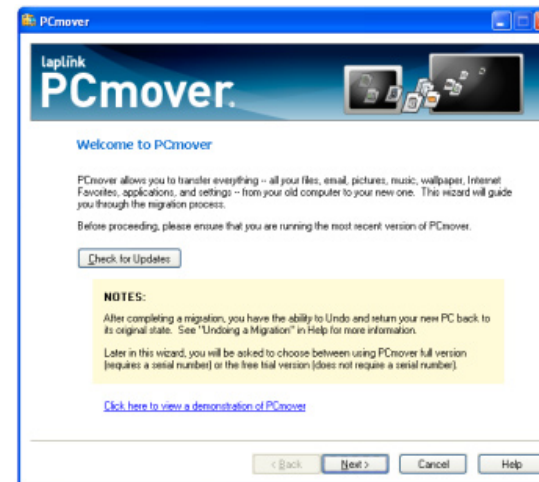 PCmover
laplink
PCmover
Welcome to PCmover
PCmover allows you to transfer everything -- all your files, email, pictures, music, wallpaper, Internet
Favorites, applications, and settings -- from your old computer to your new one. This wizard will guide
you through the migration process.
Before proceeding, please ensure that you are running the most recent version of PCmover.
Check for Updates
NOTES:
After completing a migration, you have the ability to Undo and return your new PC back to
its original state. See "Undoing a Migration" in Help for more information.
Later in this wizard, you will be asked to choose between using PCmover full version
(requires a serial number) or the free trial version (does not require a serial number).
Click here to view a demonstration of PCmover
< Back Next > Cancel Help